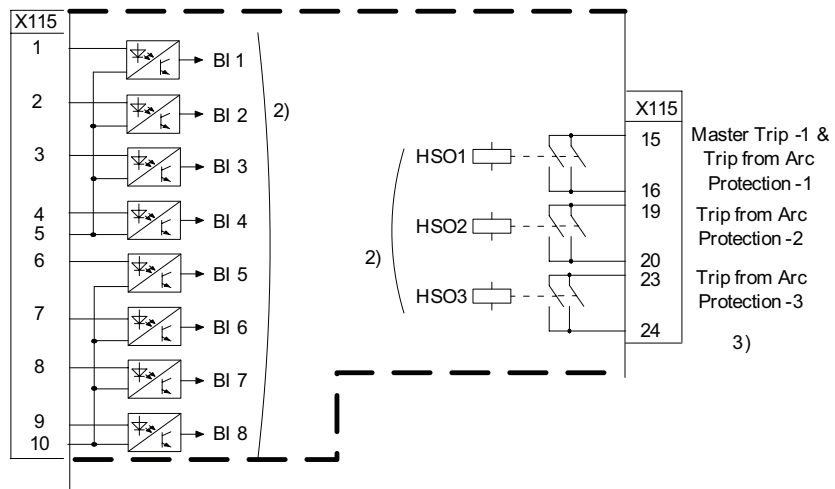 X115
1
BI 1
2
BI 2
2)
3
BI 3
4
5
BI 4
6
BI 5
7
BI 6
8
BI 7
9
10
BI 8
2)
HSO1
HSO2
HSO3
X115
15
16
19
20
23
24
Master Trip -1 &
Trip from Arc
Protection -1
Trip from Arc
Protection -2
Trip from Arc
Protection -3
3)